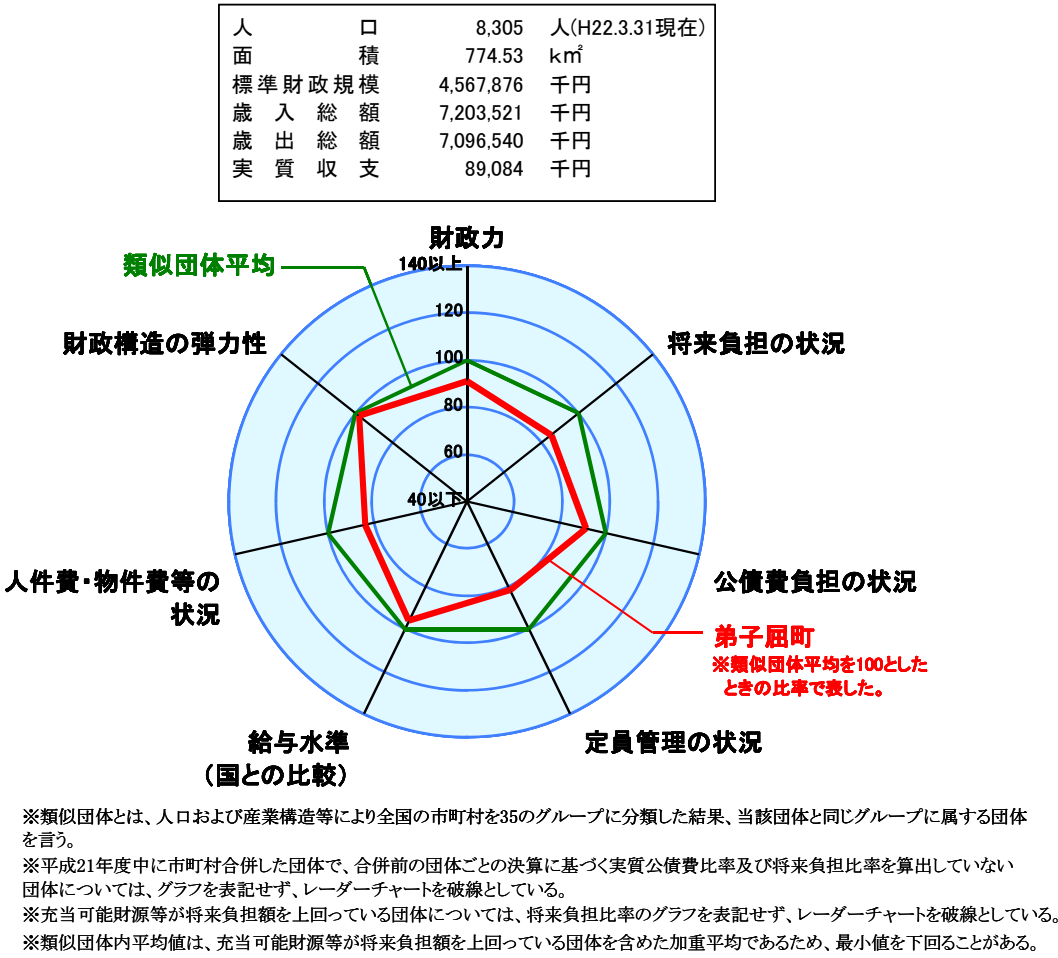 人口 8,305 人(H22.3.31現在)
面積 774.53 k㎡
標準財政規模 4,567,876 千円
歳入総額 7,203,521 千円
歳出総額 7,096,540 千円
実質収支 89,084 千円
財政力
類似団体平均
140以上
120
100
80
60
40以下
財政構造の弾力性
将来負担の状況
人件費・物件費等の
状況
公債費負担の状況
弟子屈町
※類似団体平均を100とした
ときの比率で表した。
給与水準
(国との比較)
定員管理の状況
※類似団体とは、人口および産業構造等により全国の市町村を35のグループに分類した結果、当該団体と同じグループに属する団体
を言う。
※平成21年度中に市町村合併した団体で、合併前の団体ごとの決算に基づく実質公債費比率及び将来負担比率を算出していない
団体については、グラフを表記せず、レーダーチャートを破線としている。
※充当可能財源等が将来負担額を上回っている団体については、将来負担比率のグラフを表記せず、レーダーチャートを破線としている。
※類似団体内平均値は、充当可能財源等が将来負担額を上回っている団体を含めた加重平均であるため、最小値を下回ることがある。